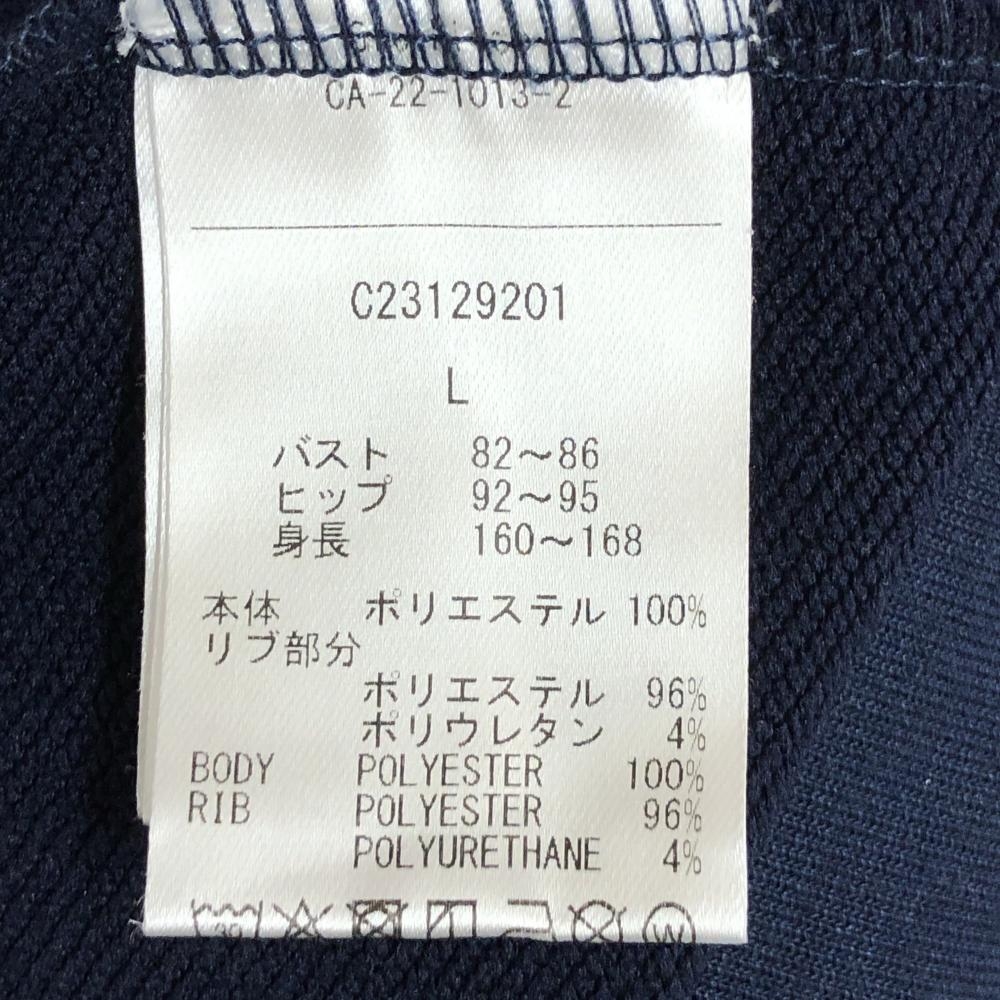 CA-22-1013-2
C23129201
L
バスト 82～86
ヒップ 92～95
身長 160～168
本体 ポリエステル 100%
リブ部分
ポリエステル 96%
ポリウレタン 4%
BODY POLYESTER 100%
RIB POLYESTER 96%
POLYURETHANE 4%
30 W